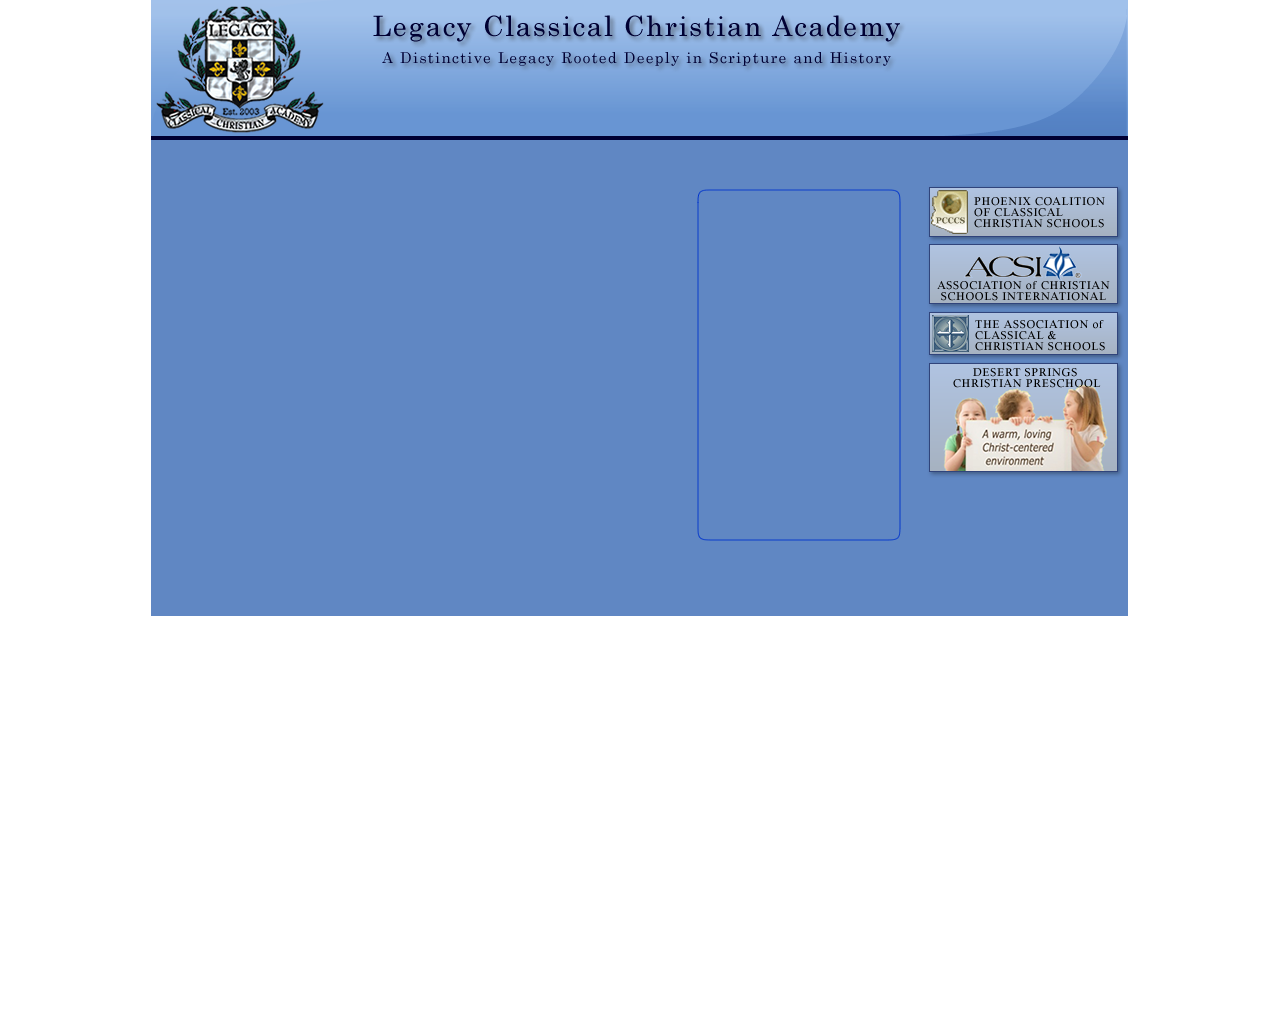 LEGACY
Est. 2003
CLASSICAL CHRISTIAN ACADEMY
Legacy Classical Christian Academy
A Distinctive Legacy Rooted Deeply in Scripture and History
PCCCS
PHOENIX COALITION
OF CLASSICAL
CHRISTIAN SCHOOLS
ACSI®
ASSOCIATION of CHRISTIAN
SCHOOLS INTERNATIONAL
THE ASSOCIATION of
CLASSICAL &
CHRISTIAN SCHOOLS
DESERT SPRINGS
CHRISTIAN PRESCHOOL
A warm, loving
Christ-centered
environment